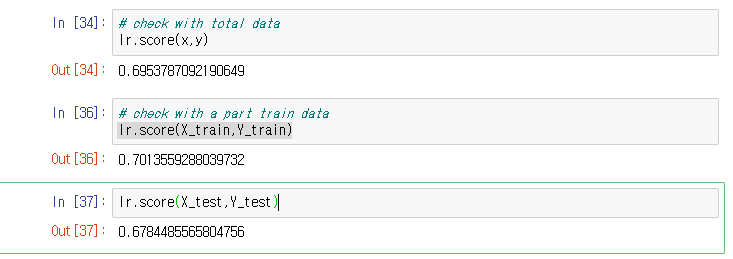 In [34]: # check with total data
lr.score(x,y)
Out[34]: 0.6953787092190649
In [36]: # check with a part train data
lr.score(X_train,Y_train)
Out[36]: 0.7013559288039732
In [37]: lr.score(X_test,Y_test)
Out[37]: 0.6784485565804756